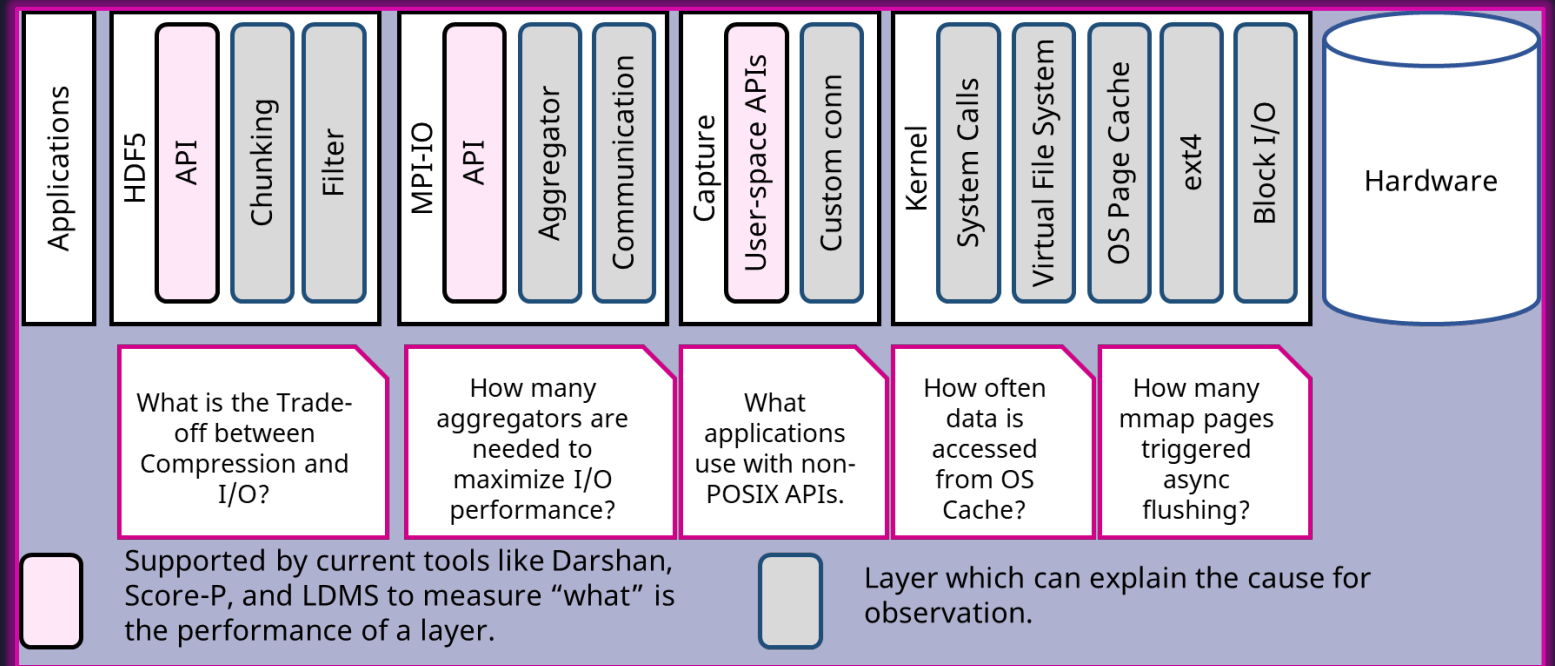 Applications
HDF5
API
Chunking
Filter
MPI-IO
API
Aggregator
Communication
Capture
User-space APIs
Custom conn
Kernel
System Calls
Virtual File System
OS Page Cache
ext4
Block I/O
Hardware
What is the Trade-
off between
Compression and
I/O?
How many
aggregators are
needed to
maximize I/O
performance?
What
applications
use with non-
POSIX APIs.
How often
data is
accessed
from OS
Cache?
How many
mmap pages
triggered
async
flushing?
Supported by current tools like Darshan,
Score-P, and LDMS to measure “what” is
the performance of a layer.
Layer which can explain the cause for
observation.